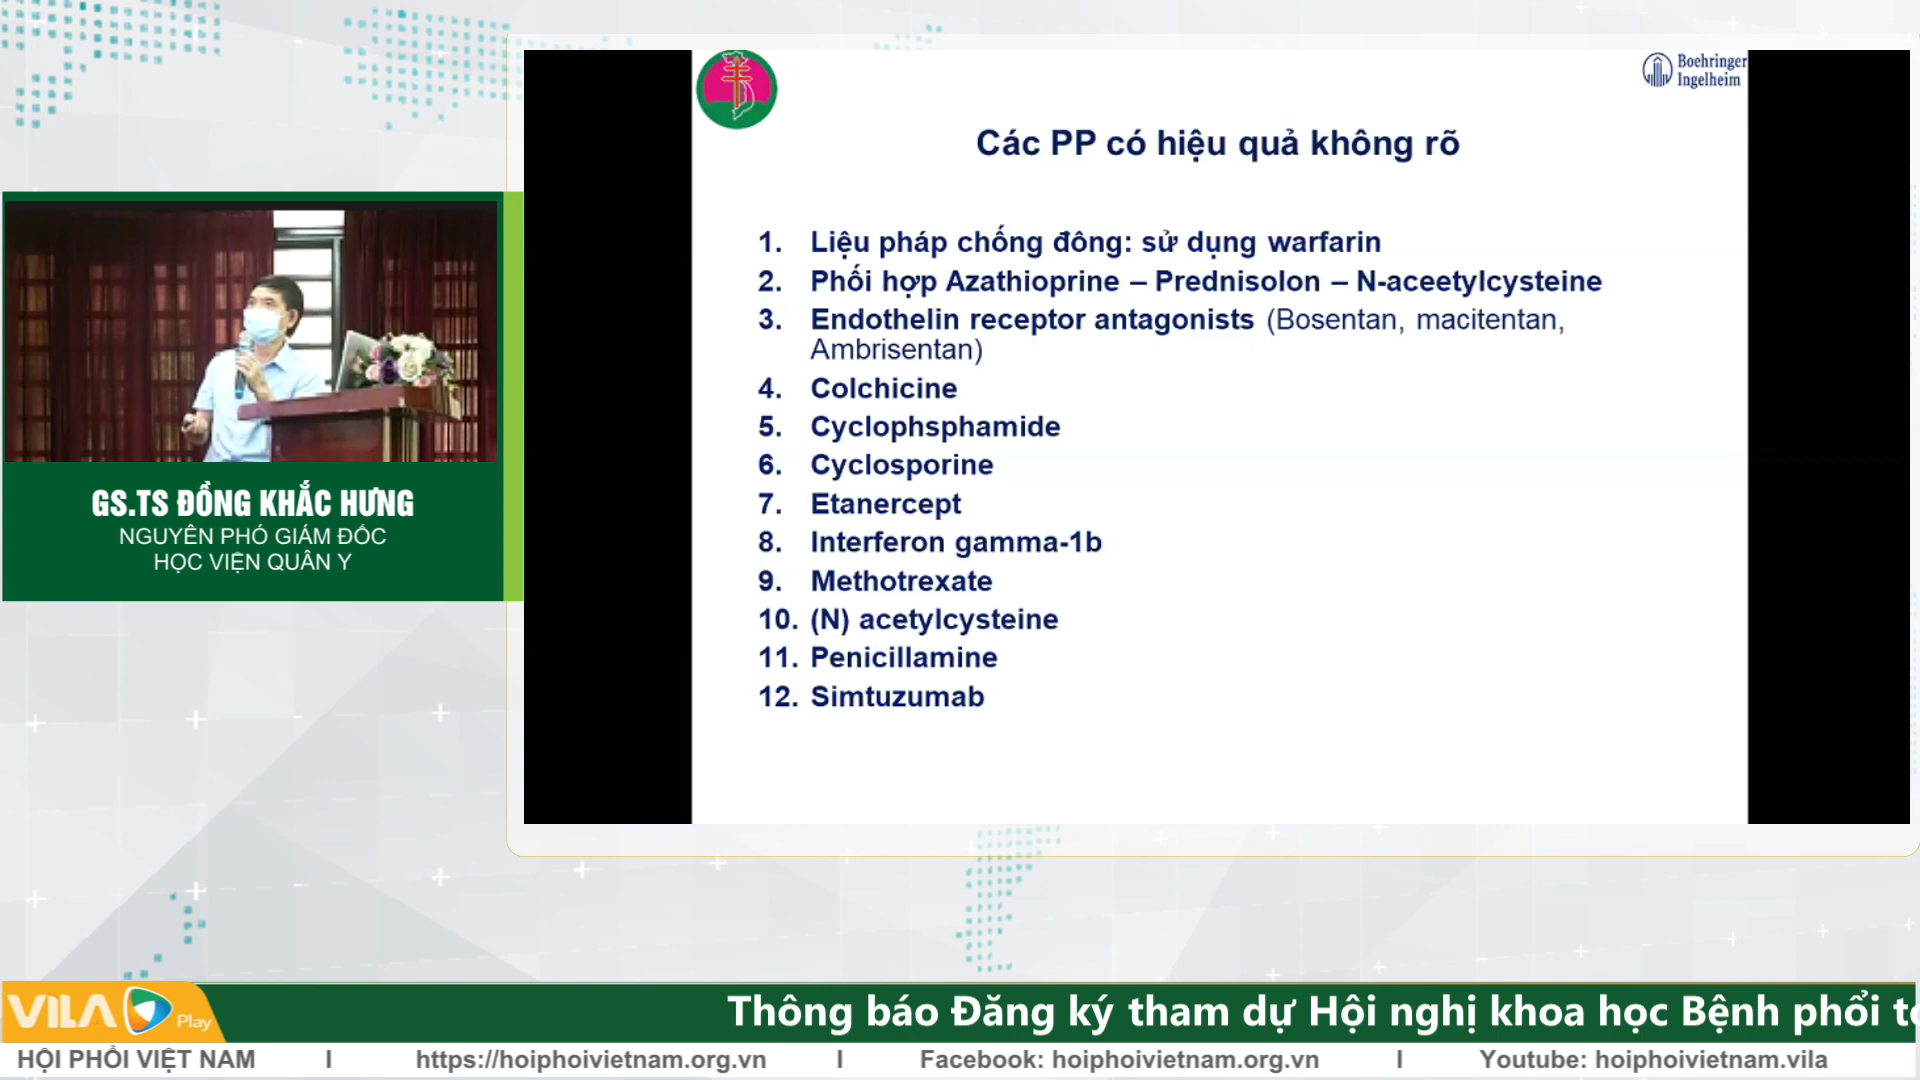 Boehringer
Ingelheim
Các PP có hiệu quả không rõ
1. Liệu pháp chống đông: sử dụng warfarin
2. Phối hợp Azathioprine – Prednisolon – N-aceetylcysteine
3. Endothelin receptor antagonists (Bosentan, macitentan,
Ambrisentan)
4. Colchicine
5. Cyclophsphamide
6. Cyclosporine
7. Etanercept
8. Interferon gamma-1b
9. Methotrexate
10. (N) acetylcysteine
11. Penicillamine
12. Simtuzumab
GS.TS ĐỒNG KHẮC HƯNG
NGUYÊN PHÓ GIÁM ĐỐC
HỌC VIỆN QUÂN Y
VILA Play
Thông báo Đăng ký tham dự Hội nghị khoa học Bệnh phổi
HỘI PHỔI VIỆT NAM I https://hoiphoivietnam.org.vn I Facebook: hoiphoivietnam.org.vn I Youtube: hoiphoivietnam.vila